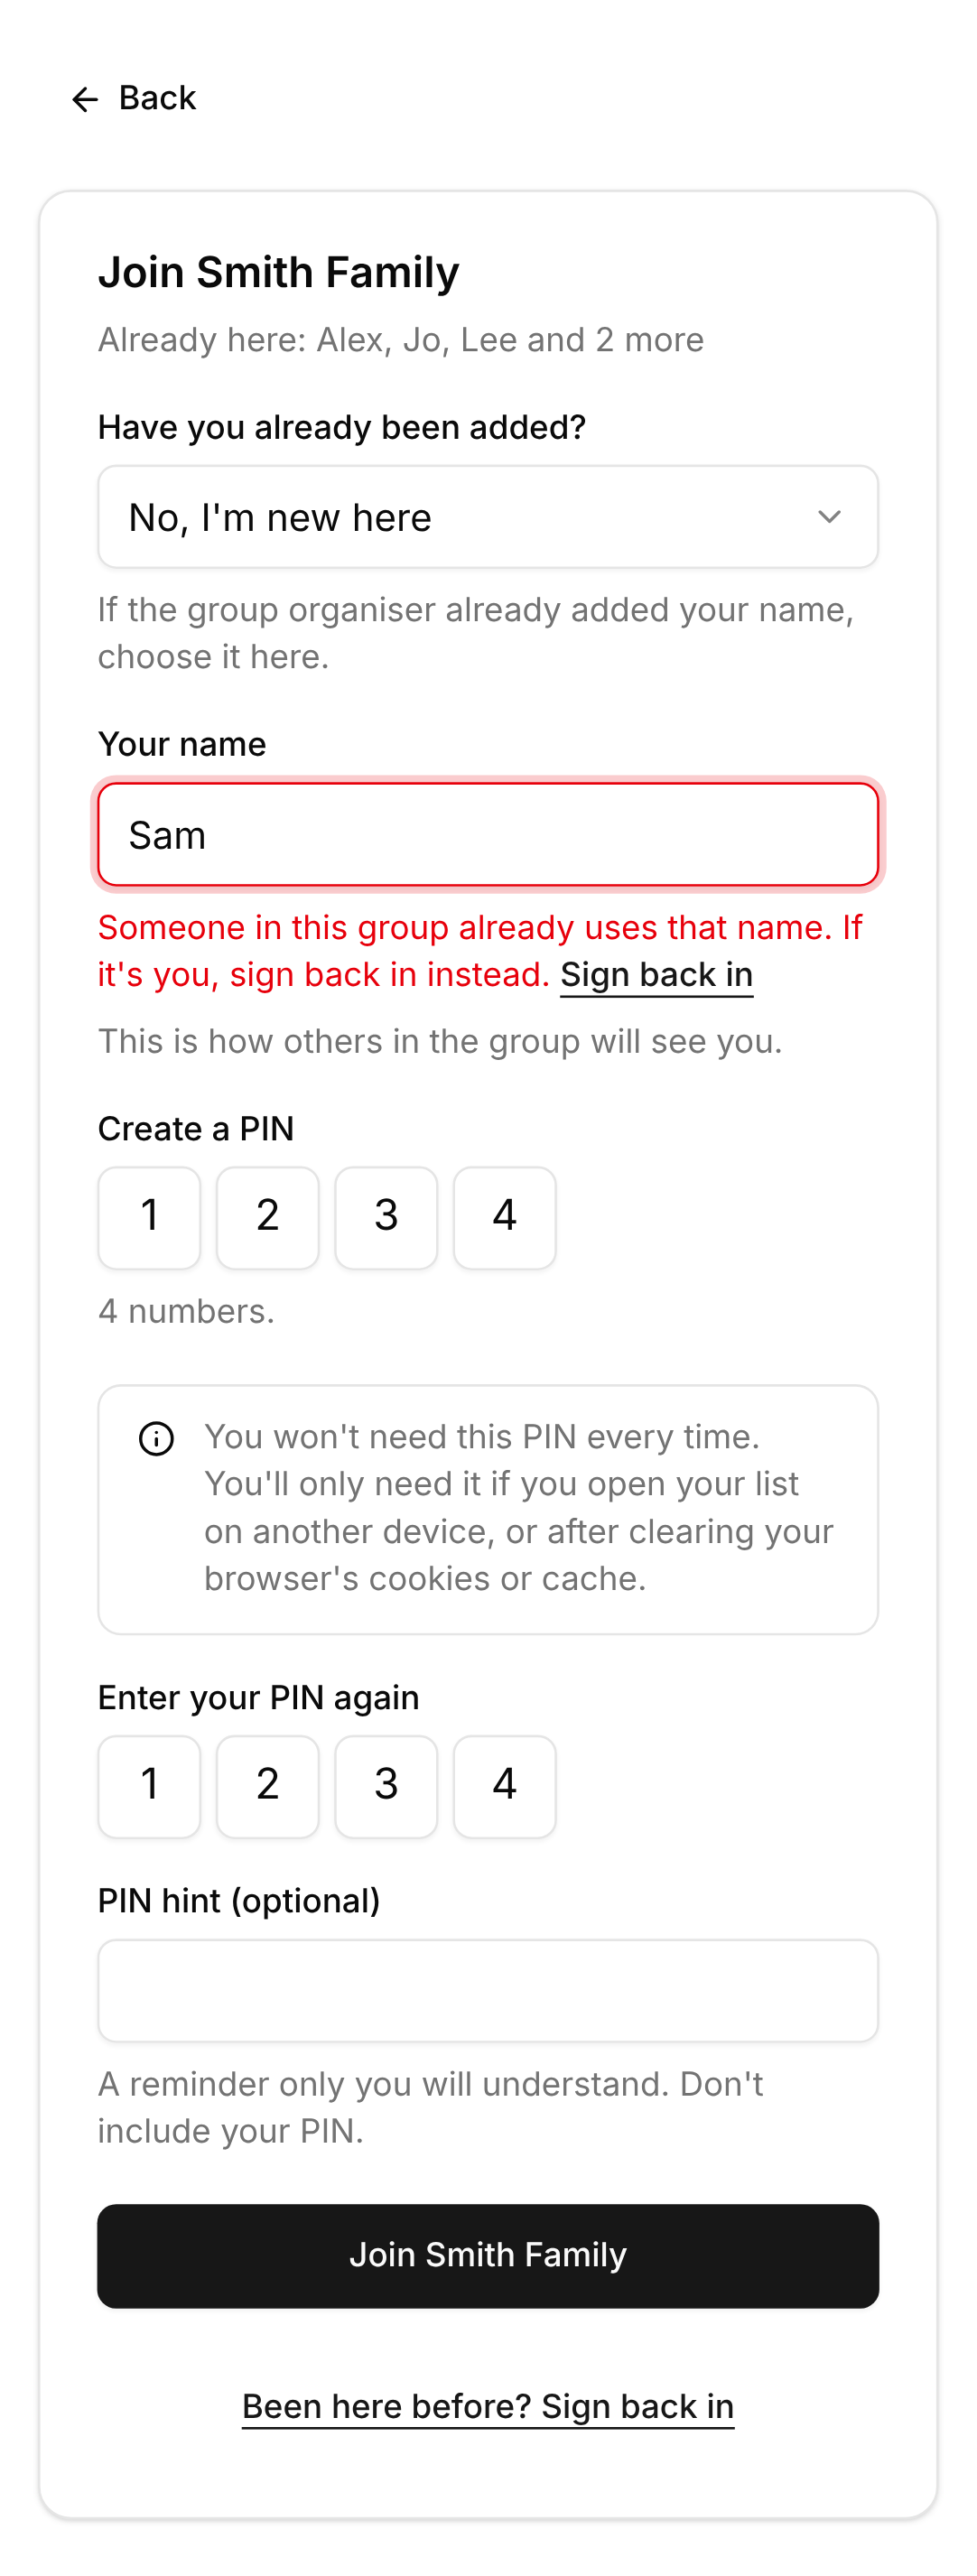 Back
Join Smith Family
Already here: Alex, Jo, Lee and 2 more
Have you already been added?
No, I'm new here
If the group organiser already added your name,
choose it here.
Your name
Sam
Someone in this group already uses that name. If
it's you, sign back in instead. Sign back in
This is how others in the group will see you.
Create a PIN
1 2 3 4
4 numbers.
You won't need this PIN every time.
You'll only need it if you open your list
on another device, or after clearing your
browser's cookies or cache.
Enter your PIN again
1 2 3 4
PIN hint (optional)
A reminder only you will understand. Don't
include your PIN.
Join Smith Family
Been here before? Sign back in